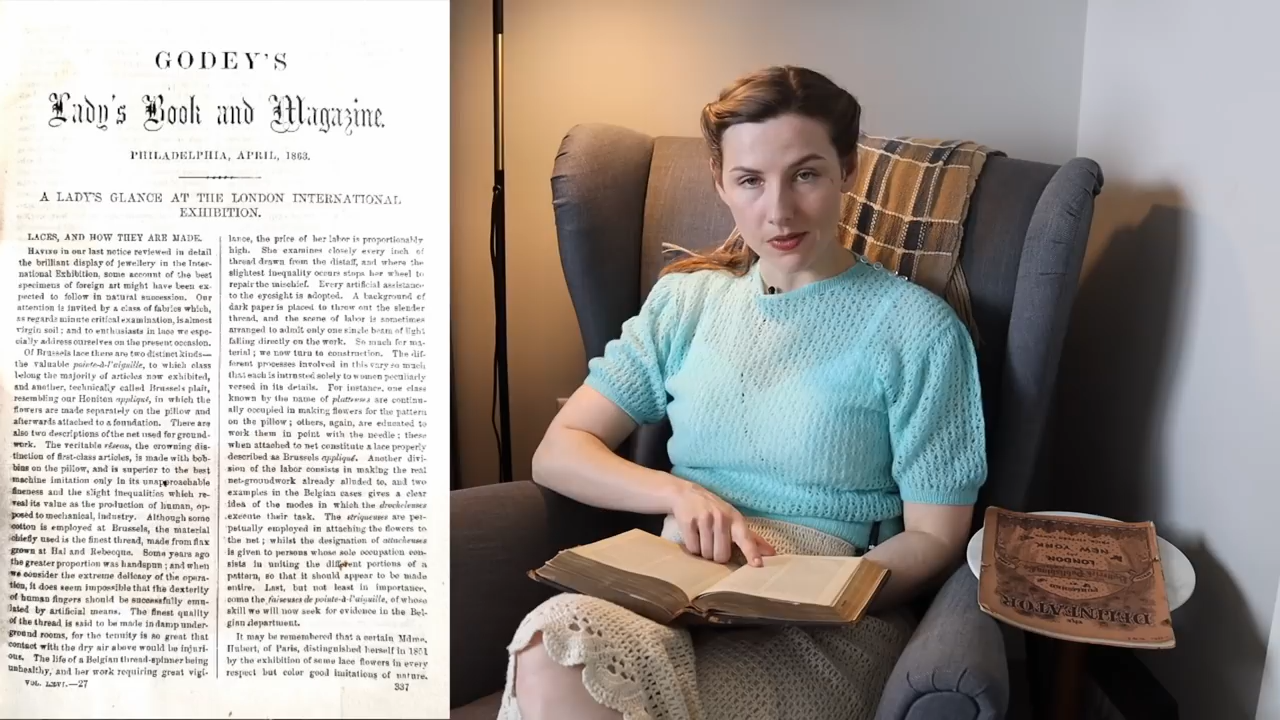 GODEY'S
Lady's Book and Magazine.
PHILADELPHIA, APRIL, 1863.
A LADY'S GLANCE AT THE LONDON INTERNATIONAL
EXHIBITION.
LACES, AND HOW THEY ARE MADE.
HAVING in our last notice reviewed in detail
the brilliant display of jewellery in the Inter-
national Exhibition, some account of the best
specimens of foreign art might have been ex-
pected to follow in natural succession. Our
attention is invited by a class of fabrics which,
as regards minute critical examination, is almost
virgin soil; and to enthusiasts in lace we espe-
cially address ourselves on the present occasion.
Of Brussels lace there are two distinct kinds—
the valuable pointe-à-l'aiguille, to which class
belong the majority of articles now exhibited,
and another, technically called Brussels plait,
resembling our Honiton appliqué, in which the
flowers are made separately on the pillow and
afterwards attached to a foundation. There are
also two descriptions of the net used for ground-
work. The veritable réseau, the crowning dis-
tinction of first-class articles, is made with bob-
bins on the pillow, and is superior to the best
machine imitation only in its unapproachable
fineness and the slight inequalities which re-
veal its value as the production of human, op-
posed to mechanical, industry. Although some
cotton is employed at Brussels, the material
chiefly used is the finest thread, made from flax
grown at Hal and Rebecque. Some years ago
the greater proportion was handspun; and when
we consider the extreme delicacy of the opera-
tion, it does seem impossible that the dexterity
of human fingers should be successfully emu-
lated by artificial means. The finest quality
of the thread is said to be made in damp under-
ground rooms, for the tenuity is so great that
contact with the dry air above would be injuri-
ous. The life of a Belgian thread-spinner being
unhealthy, and her work requiring great vigi-
VOL. LXVI.—27
lance, the price of her labor is proportionably
high. She examines closely every inch of
thread drawn from the distaff, and where the
slightest inequality occurs stops her wheel to
repair the mischief. Every artificial assistance
to the eyesight is adopted. A background of
dark paper is placed to throw out the slender
thread, and the scene of labor is sometimes
arranged to admit only one single beam of light
falling directly on the work. So much for ma-
terial; we now turn to construction. The dif-
ferent processes involved in this vary so much
that each is intrusted solely to women peculiarly
versed in its details. For instance, one class
known by the name of platteuses are continu-
ally occupied in making flowers for the pattern
on the pillow; others, again, are educated to
work them in point with the needle; these
when attached to net constitute a lace properly
described as Brussels appliqué. Another divi-
sion of the labor consists in making the real
net-groundwork already alluded to, and two
examples in the Belgian cases gives a clear
idea of the modes in which the drochelenses
execute their task. The striqueuses are per-
petually employed in attaching the flowers to
the net; whilst the designation of attacheuses
is given to persons whose sole occupation con-
sists in uniting the different portions of a
pattern, so that it should appear to be made
entire. Last, but not least in importance,
come the faiseuses de pointe-à-l'aiguille, of whose
skill we will now seek for evidence in the Bel-
gian department.
It may be remembered that a certain Mdme.
Hubert, of Paris, distinguished herself in 1851
by the exhibition of some lace flowers in every
respect but color good imitations of nature.
337
THE
DELINEATOR
LONDON
NEW-YORK